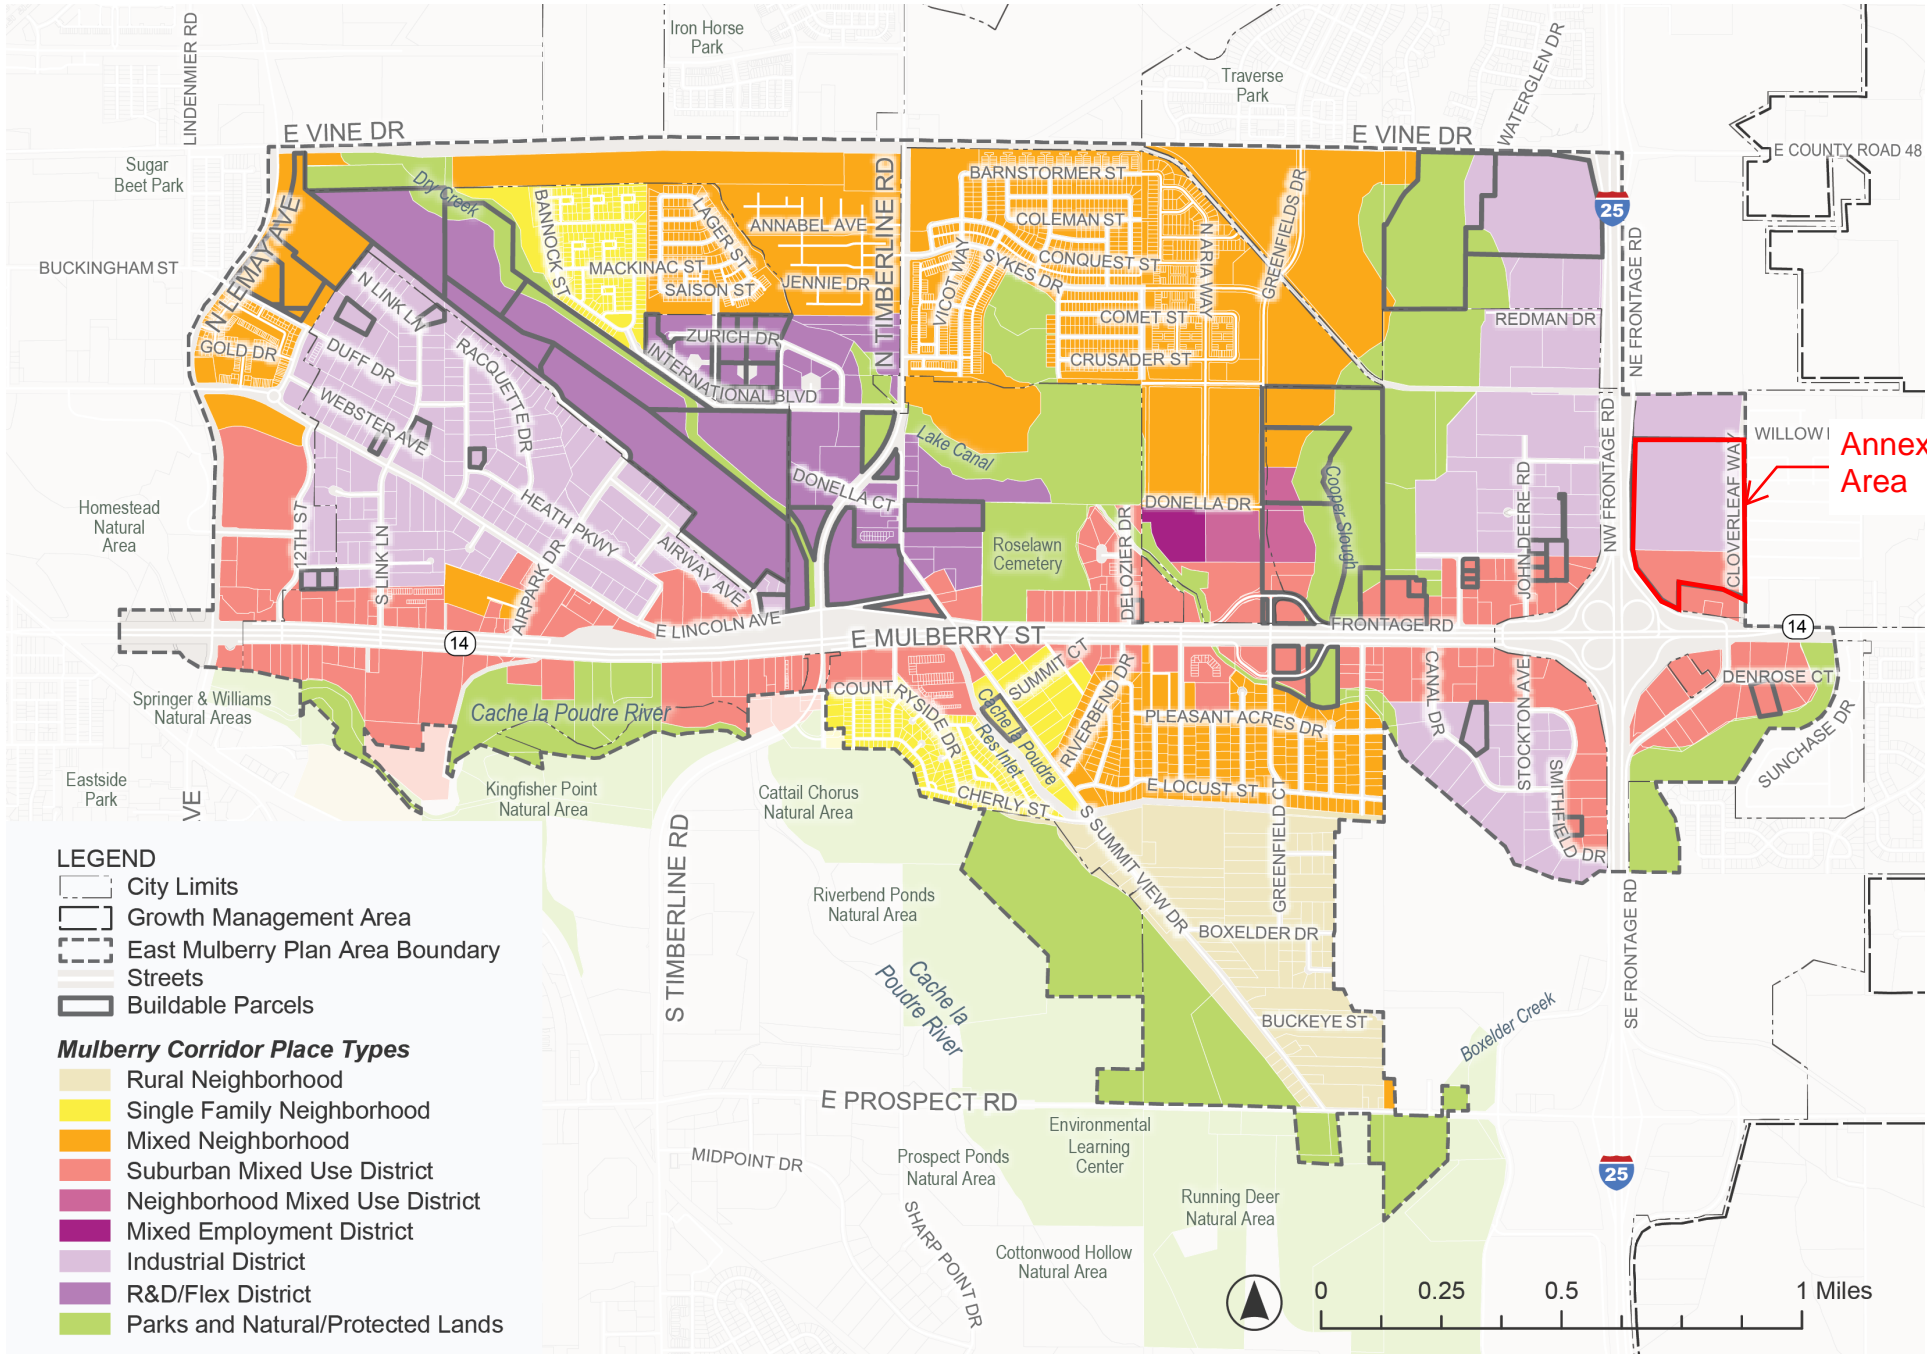 LINDENMIER RD
Iron Horse
Park
Traverse
Park
WATERGLEN DR
E VINE DR
E VINE DR
E COUNTY ROAD 48
Sugar
Beet Park
Dry Creek
BANNOCK ST
LAGER ST
ANNABEL AVE
MACKINAC ST
SAISON ST
JENNIE DR
N TIMBERLINE RD
BARNSTORMER ST
COLEMAN ST
CONQUEST ST
SYKES DR
VICOT WAY
COMET ST
CRUSADER ST
N ARIA WAY
GREENFIELDS DR
25
NE FRONTAGE RD
REDMAN DR
BUCKINGHAM ST
N LEMAY AVE
GOLD DR
N LINK LN
DUFF DR
WEBSTER AVE
RACQUETTE DR
ZURICH DR
INTERNATIONAL BLVD
Lake Canal
DONELLA CT
DONELLA DR
Cooper Slough
JOHN DEERE RD
NW FRONTAGE RD
CLOVERLEAF WAY
WILLOW
Annex
Area
Homestead
Natural
Area
12TH ST
S LINK LN
HEATH PKWY
AIRPARK DR
AIRWAY AVE
E LINCOLN AVE
Roselawn
Cemetery
DELOZIER DR
14
E MULBERRY ST
FRONTAGE RD
14
Springer & Williams
Natural Areas
Cache la Poudre River
COUNTRYSIDE DR
SUMMIT CT
Cache la Poudre
Res Inlet
RIVERBEND DR
PLEASANT ACRES DR
CANAL DR
STOCKTON AVE
SMITHFIELD DR
DENROSE CT
SUNCHASE DR
Eastside
Park
AVE
Kingfisher Point
Natural Area
Cattail Chorus
Natural Area
CHERLY ST
E LOCUST ST
GREENFIELD CT
S SUMMIT VIEW DR
S TIMBERLINE RD
Riverbend Ponds
Natural Area
BOXELDER DR
SE FRONTAGE RD
Cache la
Poudre River
BUCKEYE ST
Boxelder Creek
E PROSPECT RD
Environmental
Learning
Center
MIDPOINT DR
Prospect Ponds
Natural Area
SHARP POINT DR
Running Deer
Natural Area
25
Cottonwood Hollow
Natural Area
LEGEND
City Limits
Growth Management Area
East Mulberry Plan Area Boundary
Streets
Buildable Parcels
Mulberry Corridor Place Types
Rural Neighborhood
Single Family Neighborhood
Mixed Neighborhood
Suburban Mixed Use District
Neighborhood Mixed Use District
Mixed Employment District
Industrial District
R&D/Flex District
Parks and Natural/Protected Lands
0 0.25 0.5 1 Miles